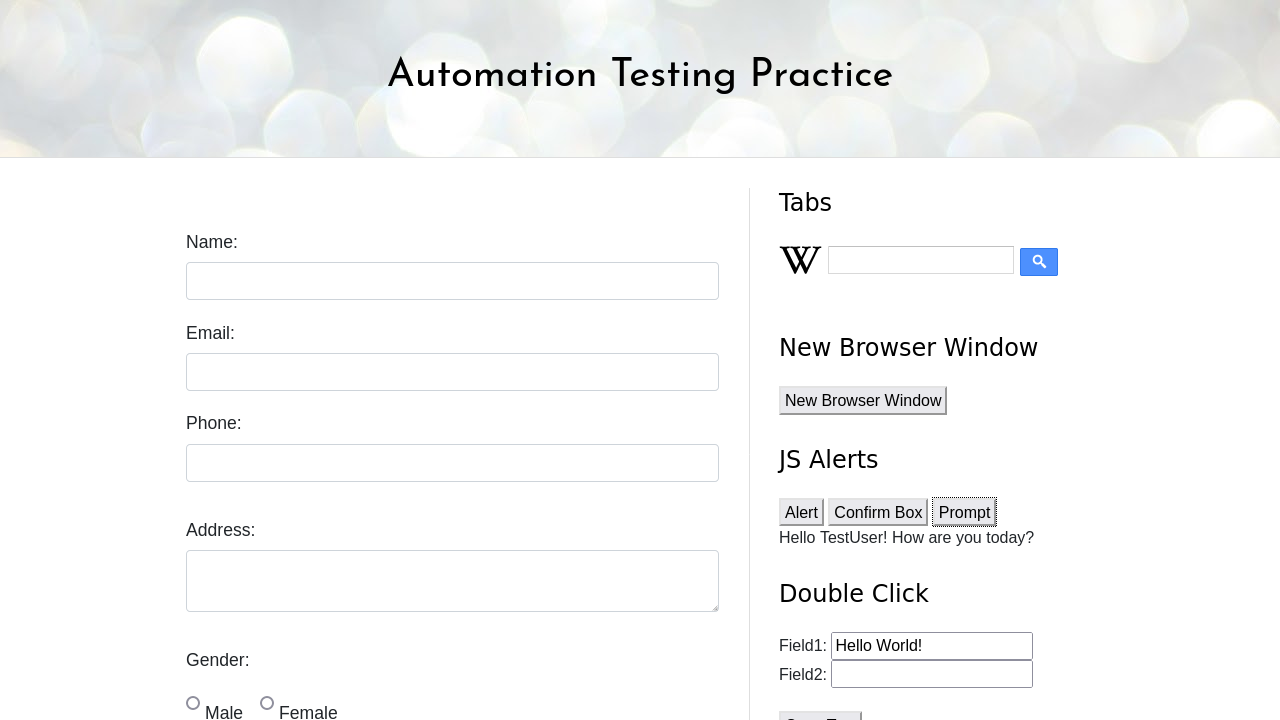 Automation Testing Practice
Name:
Email:
Phone:
Address:
Gender:
Male Female
Tabs
New Browser Window
New Browser Window
JS Alerts
Alert Confirm Box Prompt
Hello TestUser! How are you today?
Double Click
Field1: Hello World!
Field2: